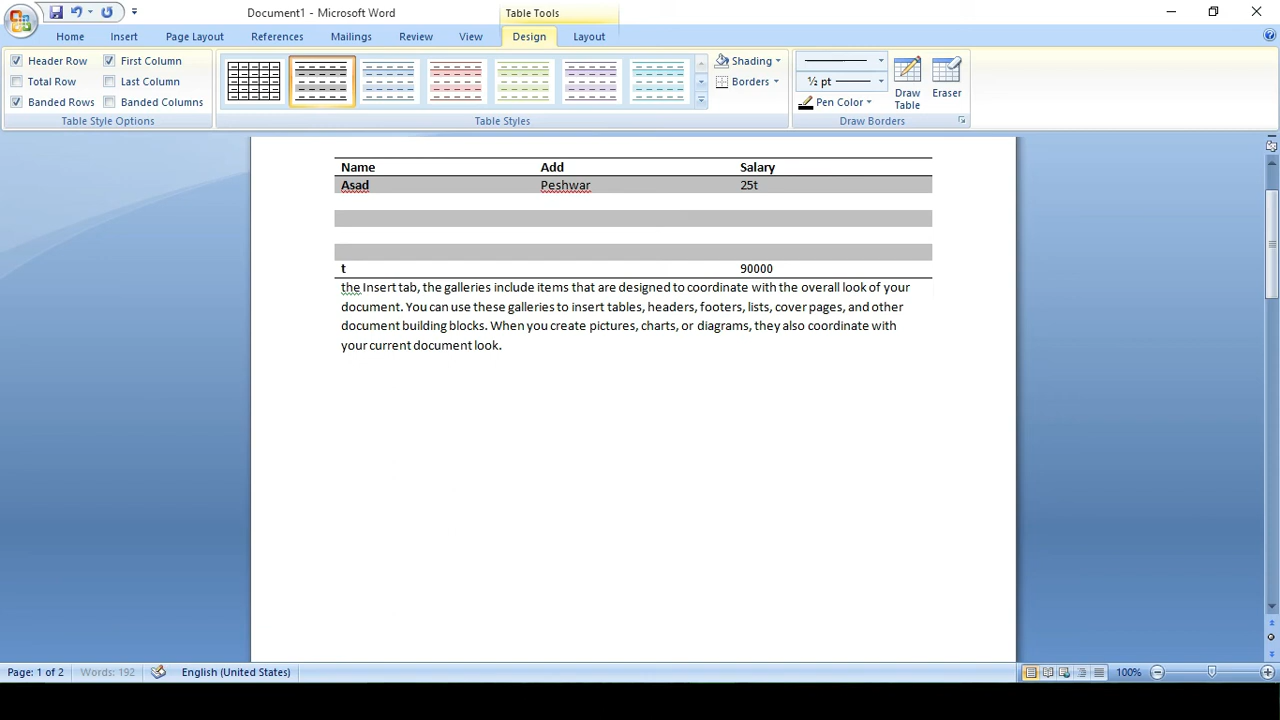 Document1 - Microsoft Word
Table Tools
Home Insert Page Layout References Mailings Review View Design Layout
Header Row First Column
Total Row Last Column
Banded Rows Banded Columns
Table Style Options
Table Styles
Shading
Borders
½ pt
Pen Color
Draw Table
Eraser
Draw Borders
Name Add Salary
Asad Peshwar 25t
t 90000
the Insert tab, the galleries include items that are designed to coordinate with the overall look of your
document. You can use these galleries to insert tables, headers, footers, lists, cover pages, and other
document building blocks. When you create pictures, charts, or diagrams, they also coordinate with
your current document look.
Page: 1 of 2 Words: 192 English (United States) 100%